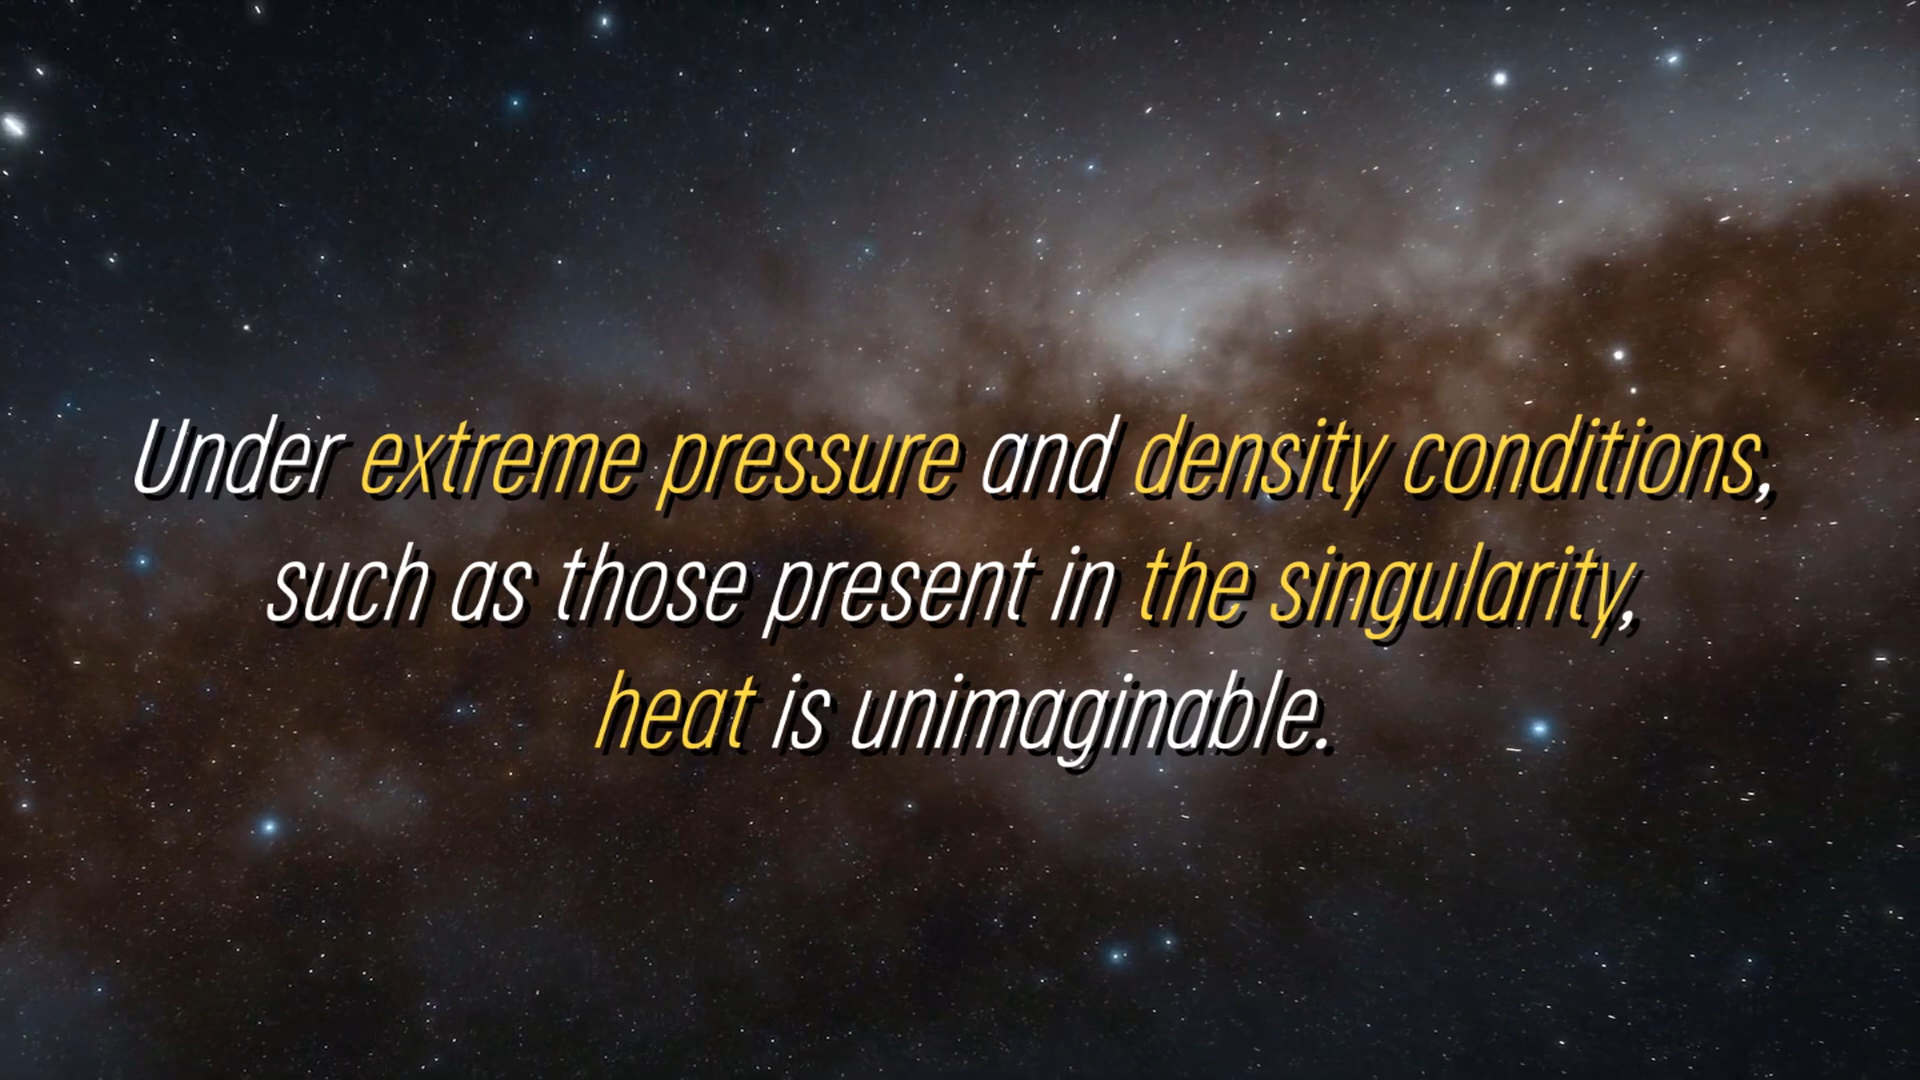 Under extreme pressure and density conditions,
such as those present in the singularity,
heat is unimaginable.